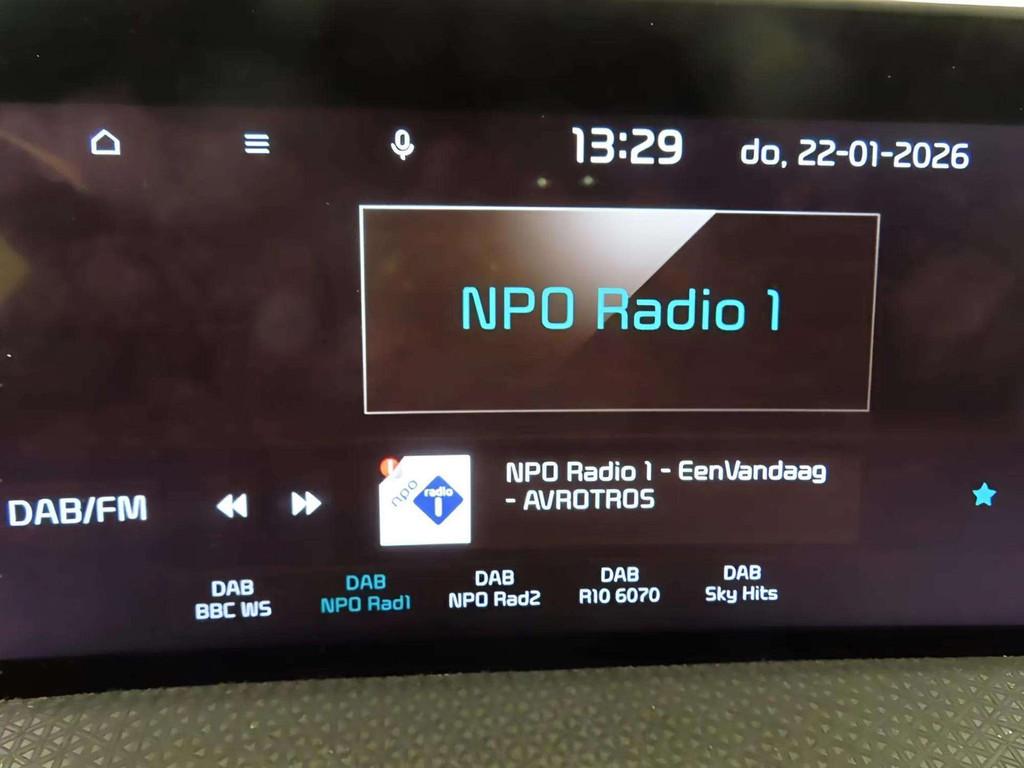 13:29 do, 22-01-2026
NPO Radio 1
NPO Radio 1 - EenVandaag
- AVROTROS
npo
radio
1
DAB/FM
DAB
BBC WS
DAB
NPO Rad1
DAB
NPO Rad2
DAB
R10 6070
DAB
Sky Hits